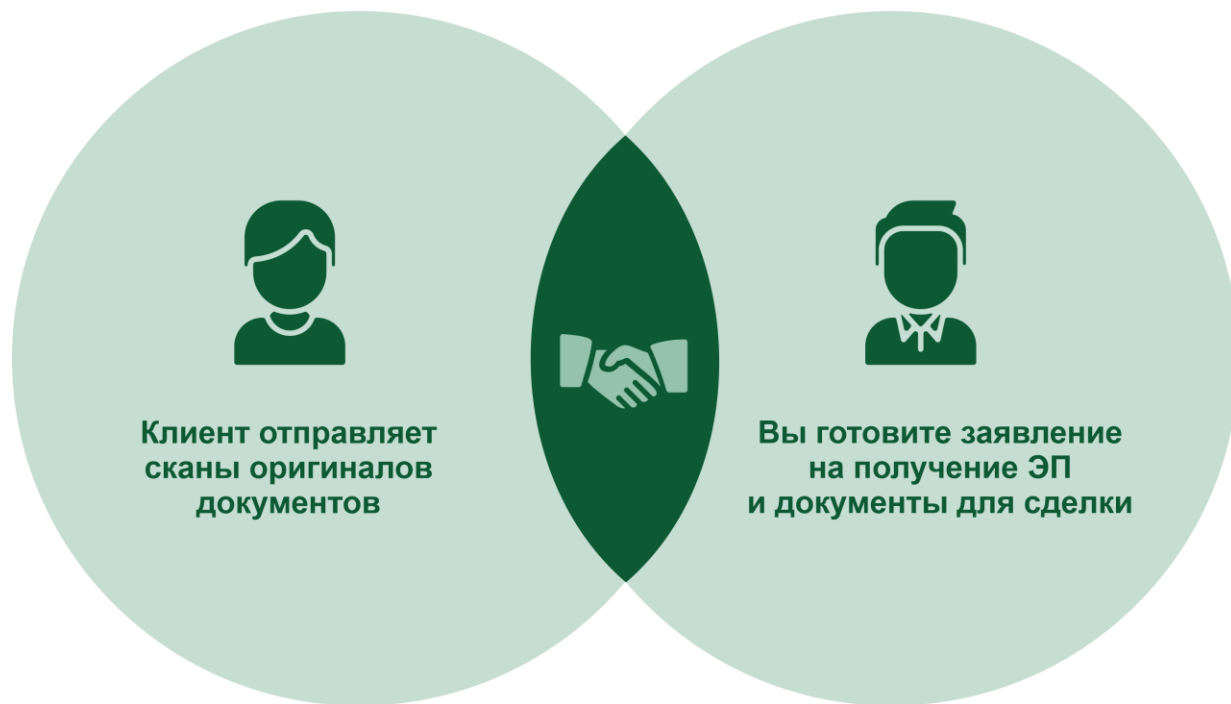 Клиент отправляет
сканы оригиналов
документов
Вы готовите заявление
на получение ЭП
и документы для сделки